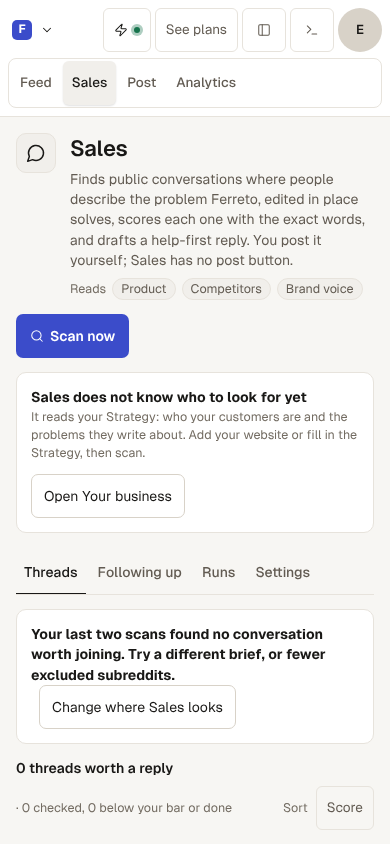 F
See plans
E
Feed Sales Post Analytics
Sales
Finds public conversations where people
describe the problem Ferreto, edited in place
solves, scores each one with the exact words,
and drafts a help-first reply. You post it
yourself; Sales has no post button.
Reads Product Competitors Brand voice
Scan now
Sales does not know who to look for yet
It reads your Strategy: who your customers are and the
problems they write about. Add your website or fill in the
Strategy, then scan.
Open Your business
Threads Following up Runs Settings
Your last two scans found no conversation
worth joining. Try a different brief, or fewer
excluded subreddits.
Change where Sales looks
0 threads worth a reply
· 0 checked, 0 below your bar or done
Sort Score